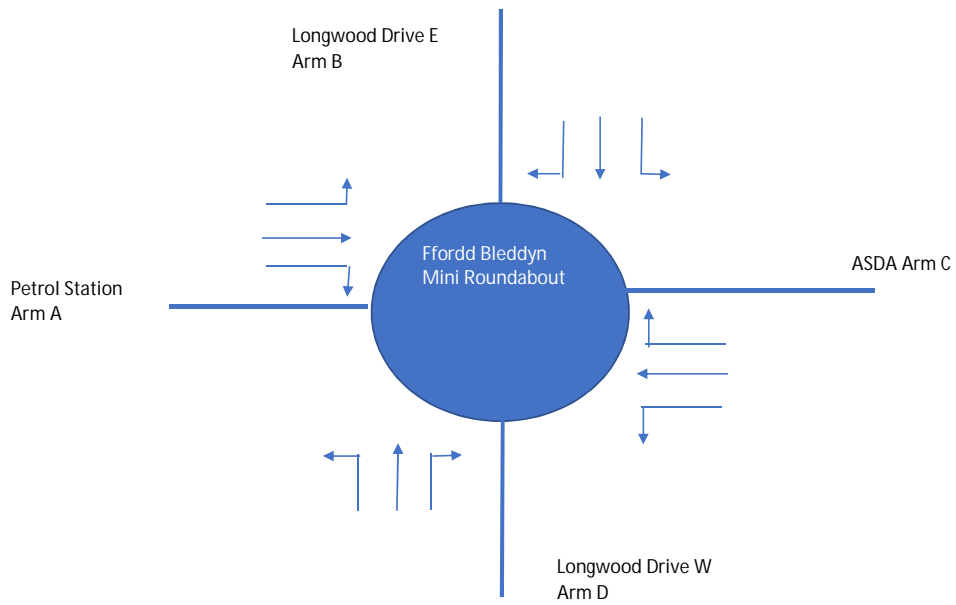 Longwood Drive E
Arm B
Ffordd Bleddyn
Mini Roundabout
ASDA Arm C
Petrol Station
Arm A
Longwood Drive W
Arm D